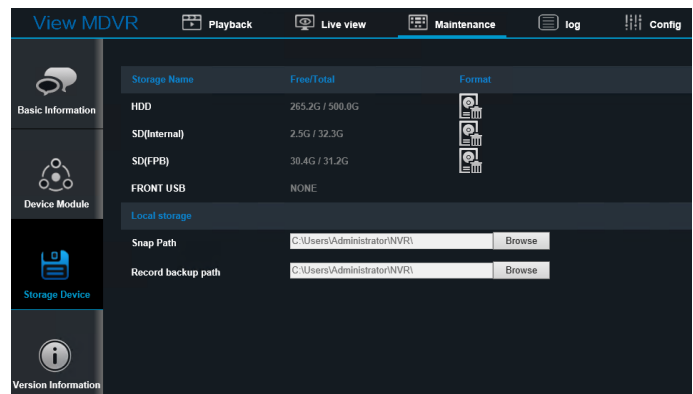 View MDVR Playback Live view Maintenance log Config
Basic Information
Device Module
Storage Device
Version Information
Storage Name Free/Total Format
HDD 265.2G / 500.0G
SD(Internal) 2.5G / 32.3G
SD(FPB) 30.4G / 31.2G
FRONT USB NONE
Local storage
Snap Path C:\Users\Administrator\NVR\ Browse
Record backup path C:\Users\Administrator\NVR\ Browse